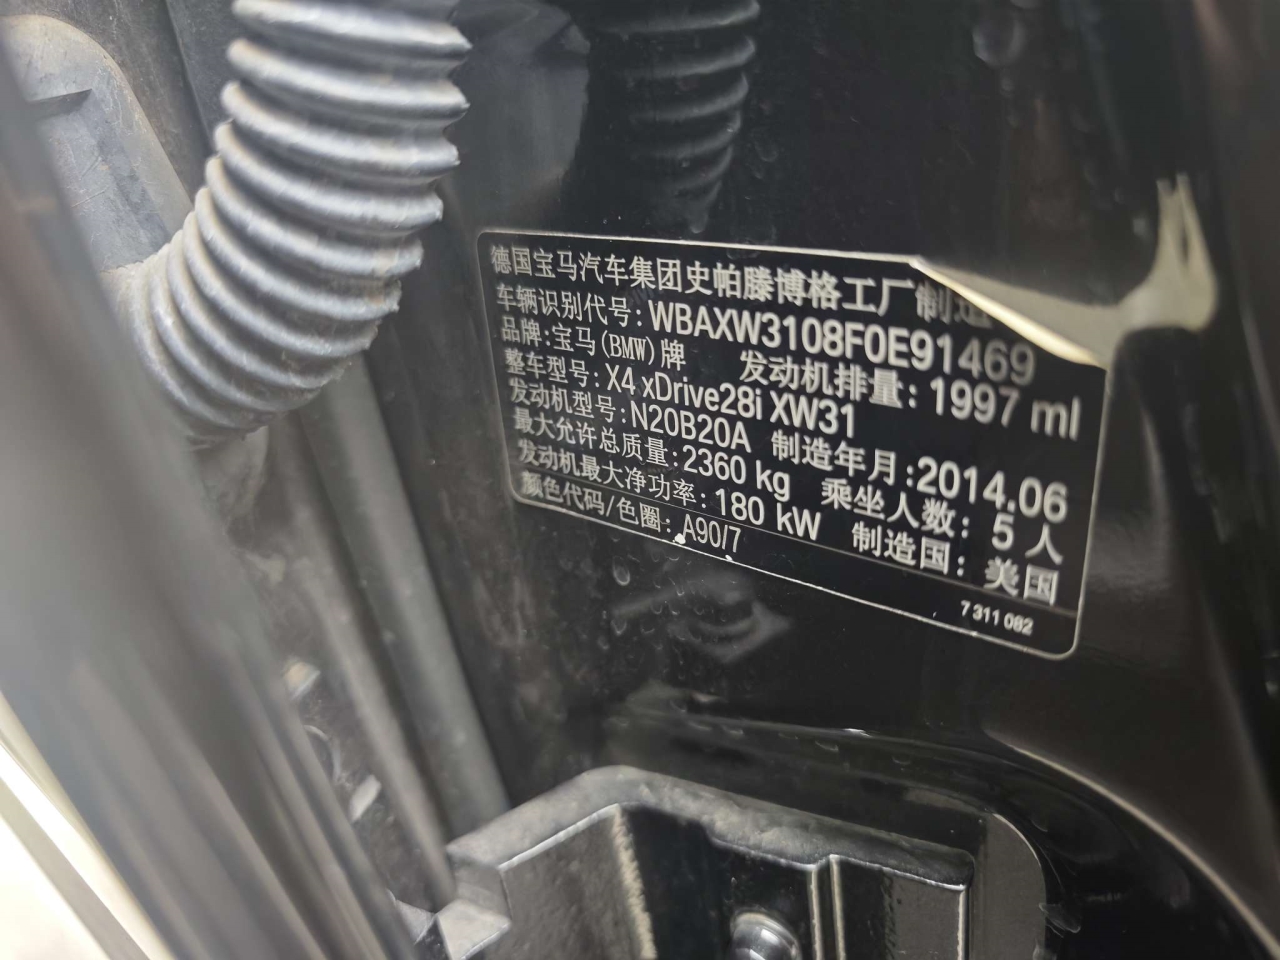 德国宝马汽车集团史帕滕博格工厂制造
车辆识别代号:WBAXW3108F0E91469
品牌:宝马(BMW)牌 发动机排量:1997 ml
整车型号:X4 xDrive28i XW31
发动机型号:N20B20A 制造年月:2014.06
最大允许总质量:2360 kg 乘坐人数:5人
发动机最大净功率:180 kW 制造国:美国
颜色代码/色圈:A90/7
7 311 082